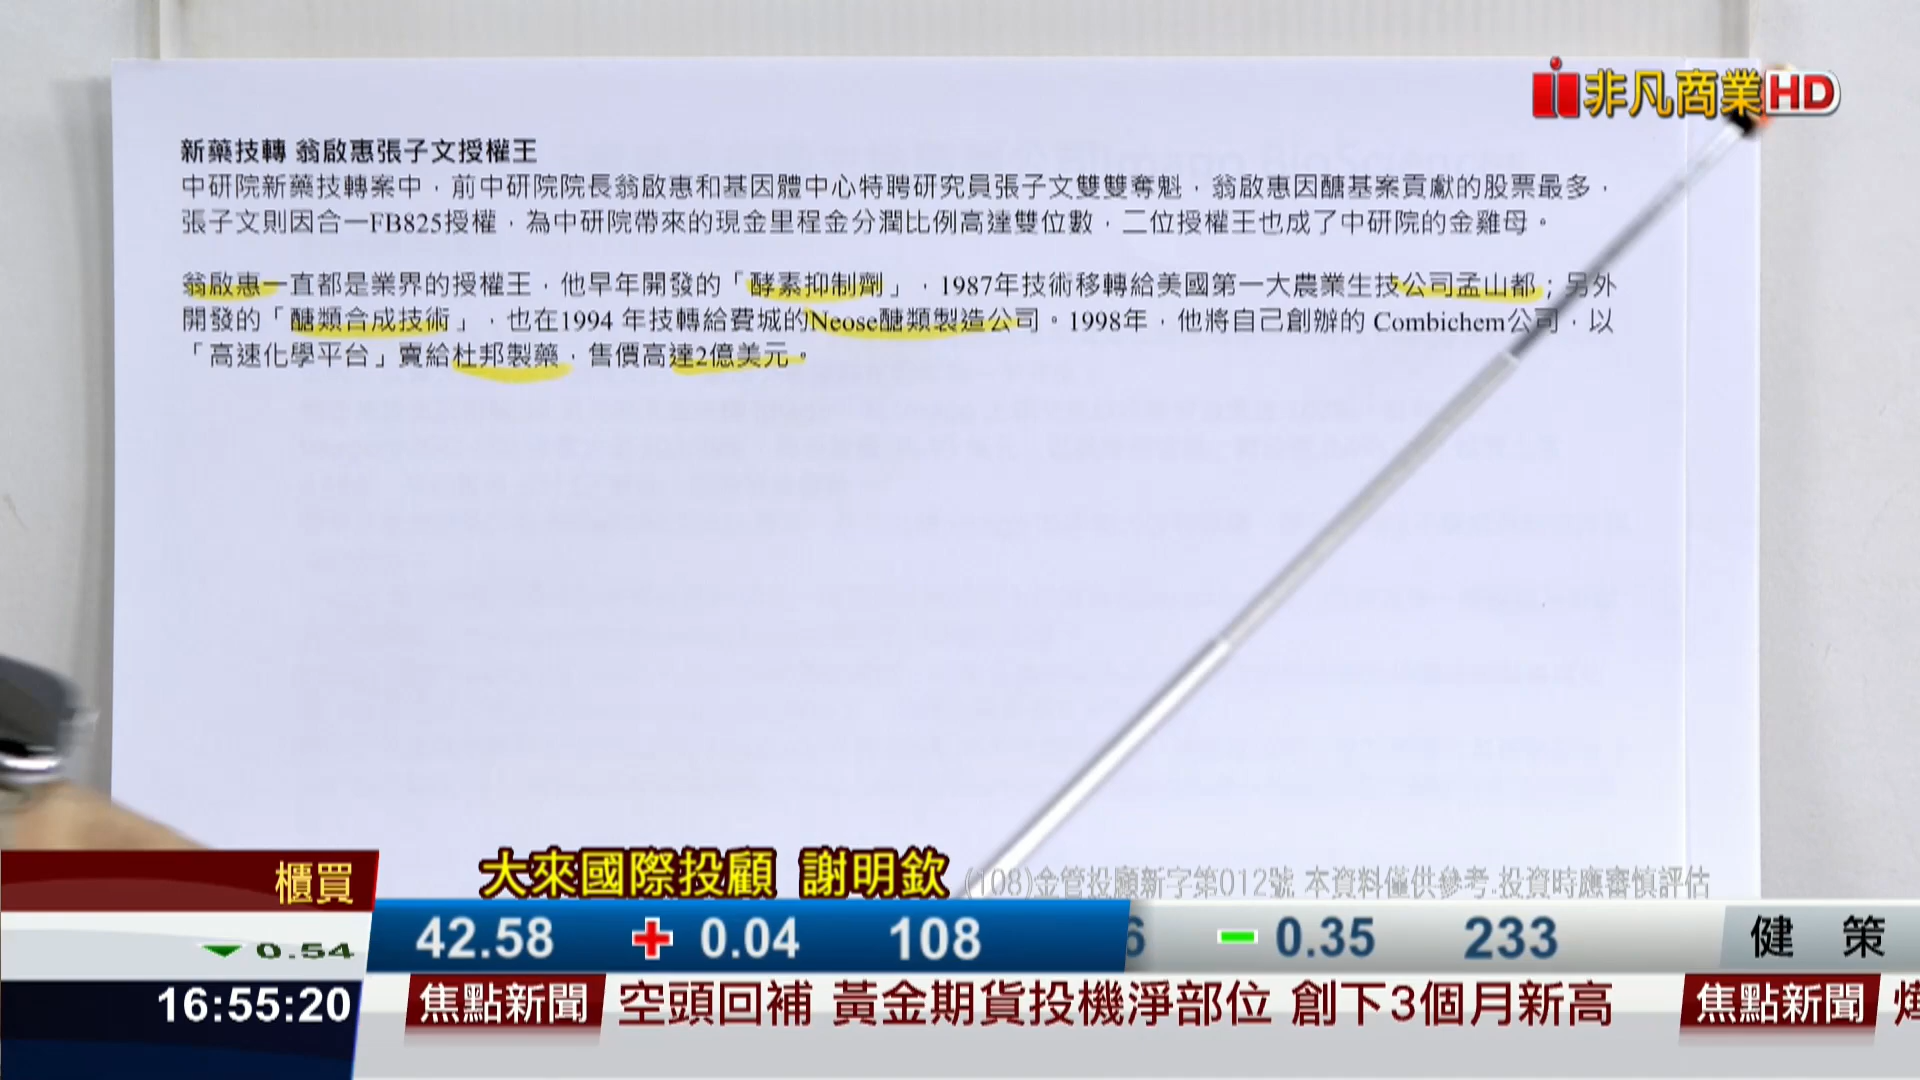 非凡商業HD
新藥技轉 翁啟惠張子文授權王
中研院新藥技轉案中，前中研院院長翁啟惠和基因體中心特聘研究員張子文雙雙奪魁，翁啟惠因醣基案貢獻的股票最多，
張子文則因合一FB825授權，為中研院帶來的現金里程金分潤比例高達雙位數，二位授權王也成了中研院的金雞母。
翁啟惠一直都是業界的授權王，他早年開發的「酵素抑制劑」，1987年技術移轉給美國第一大農業生技公司孟山都；另外
開發的「醣類合成技術」，也在1994 年技轉給費城的Neose醣類製造公司。1998年，他將自己創辦的 Combichem公司，以
「高速化學平台」賣給杜邦製藥，售價高達2億美元。
櫃買
大來國際投顧 謝明欽
(108)金管投顧新字第012號 本資料僅供參考.投資時應審慎評估
0.54
42.58 0.04 108 6 0.35 233 健 策
16:55:20
焦點新聞 空頭回補 黃金期貨投機淨部位 創下3個月新高 焦點新聞